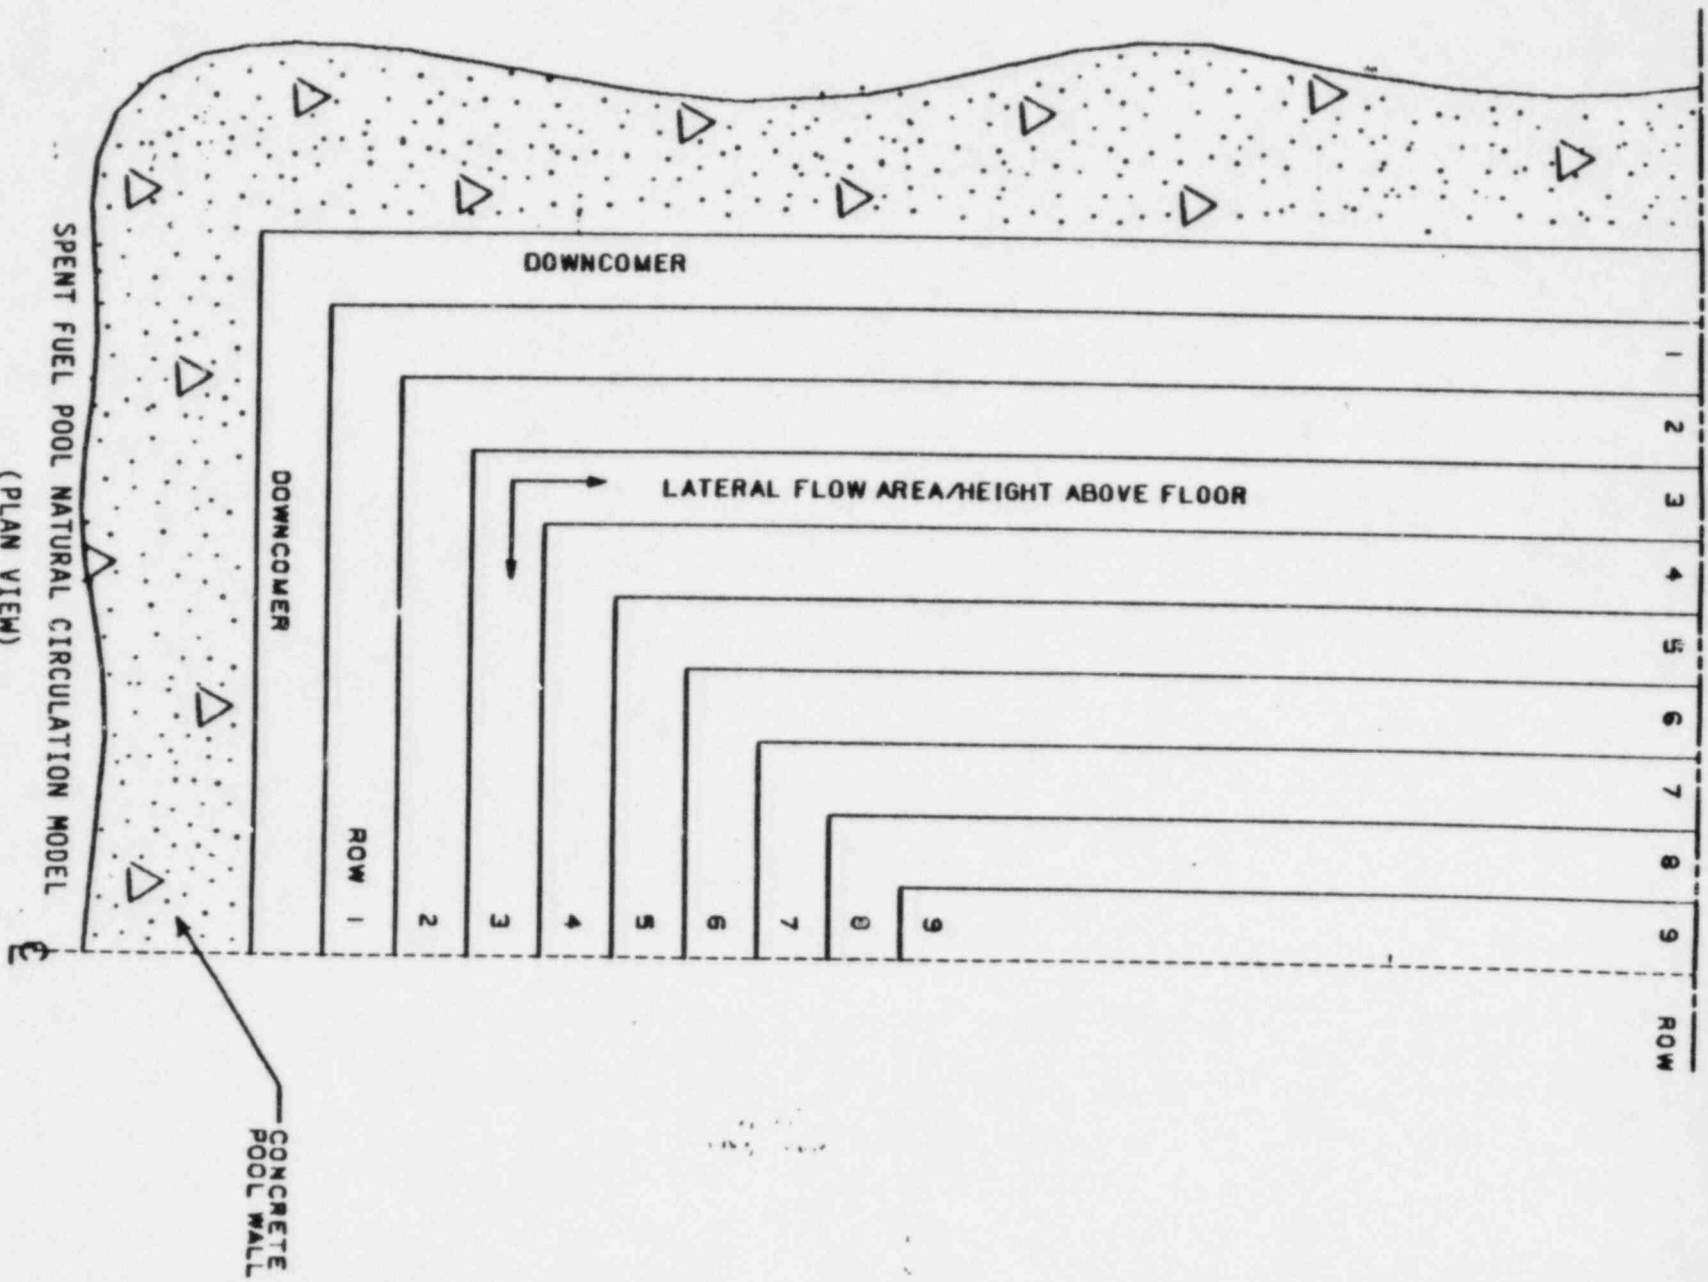 DOWNCOMER
LATERAL FLOW AREA/HEIGHT ABOVE FLOOR
1
2
3
4
5
6
7
8
9
ROW
DOWNCOMER
ROW 1
2
3
4
5
6
7
8
9
CONCRETE
POOL WALL
℄
SPENT FUEL POOL NATURAL CIRCULATION MODEL
(PLAN VIEW)